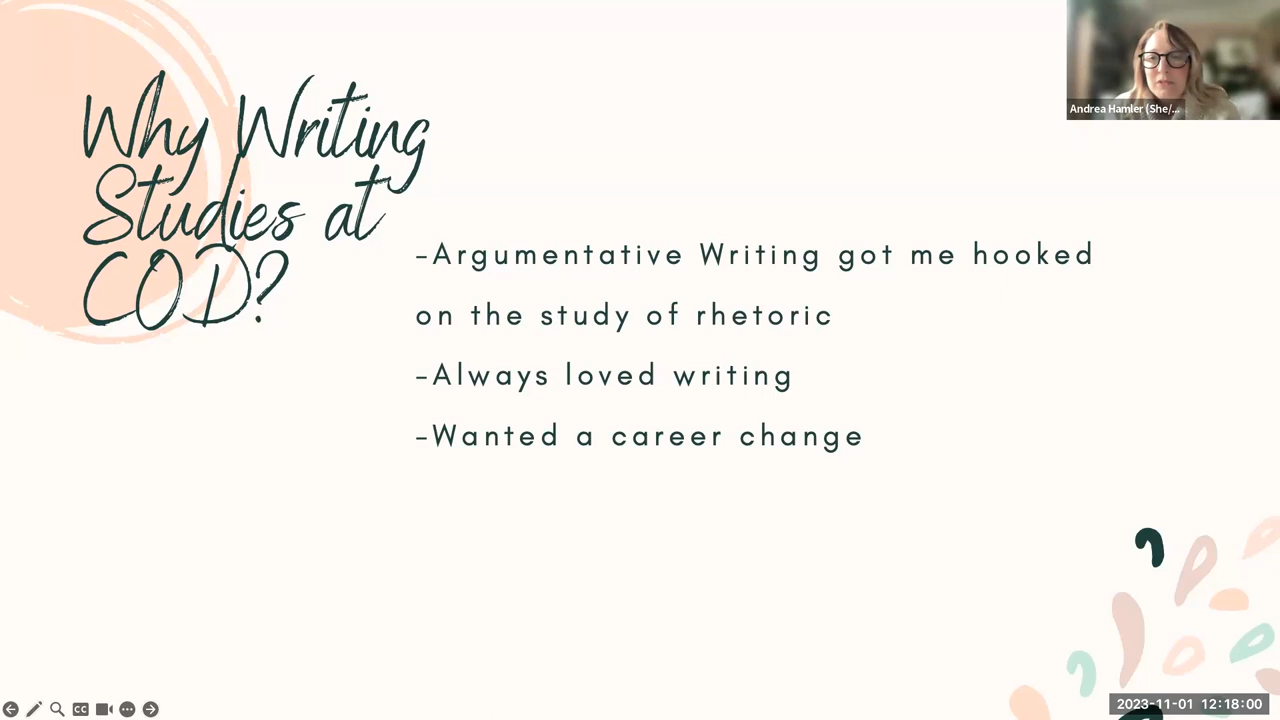 Why Writing
Studies at
COD?
-Argumentative Writing got me hooked
on the study of rhetoric
-Always loved writing
-Wanted a career change
Andrea Hamler (She/...
CC
2023-11-01 12:18:00